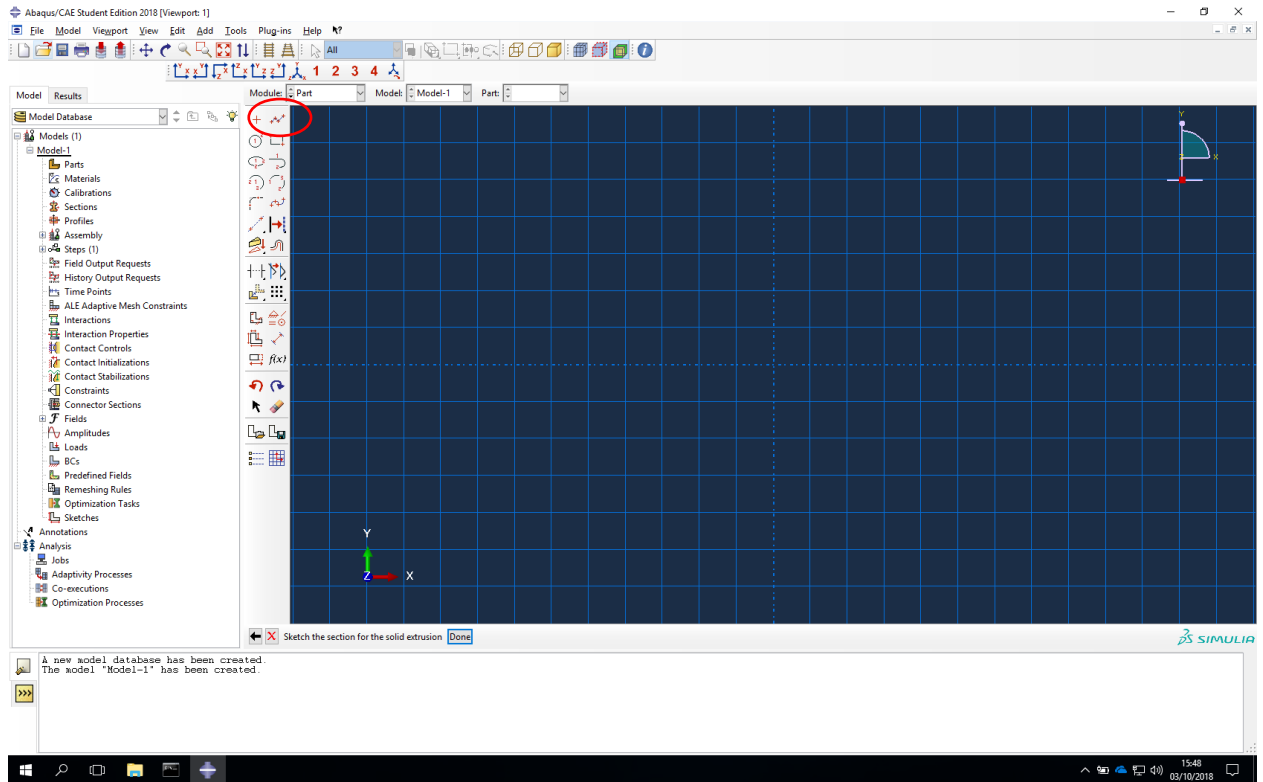 Abaqus/CAE Student Edition 2018 [Viewport: 1]
File Model Viewport View Edit Add Tools Plug-ins Help
All
1 2 3 4
Model Results
Module: Part Model: Model-1 Part:
Model Database
Models (1)
Model-1
Parts
Materials
Calibrations
Sections
Profiles
Assembly
Steps (1)
Field Output Requests
History Output Requests
Time Points
ALE Adaptive Mesh Constraints
Interactions
Interaction Properties
Contact Controls
Contact Initializations
Contact Stabilizations
Constraints
Connector Sections
Fields
Amplitudes
Loads
BCs
Predefined Fields
Remeshing Rules
Optimization Tasks
Sketches
Annotations
Analysis
Jobs
Adaptivity Processes
Co-executions
Optimization Processes
f(x)
Y
Z X
Y
Z X
Sketch the section for the solid extrusion Done
SIMULIA
A new model database has been created.
The model "Model-1" has been created.
15:48
03/10/2018